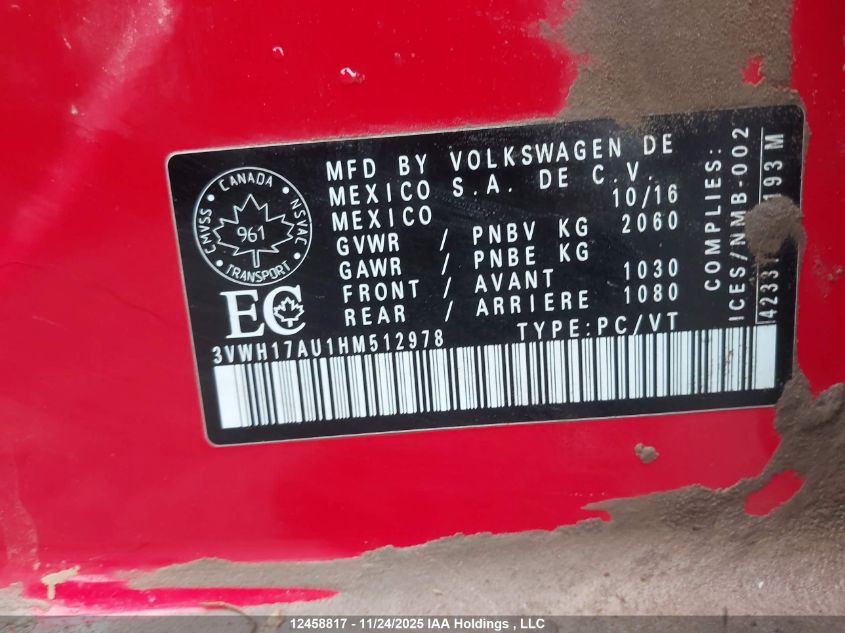 MFD BY VOLKSWAGEN DE
MEXICO S.A. DE C.V.
MEXICO 10/16
GVWR / PNBV KG 2060
GAWR / PNBE KG
FRONT / AVANT 1030
REAR / ARRIERE 1080
TYPE:PC/VT
CANADA
CMVSS
NSVAC
961
TRANSPORT
EC
3VWH17AU1HM512978
COMPLIES:
ICES/NMB-002
193M
12458817 - 11/24/2025 IAA Holdings , LLC